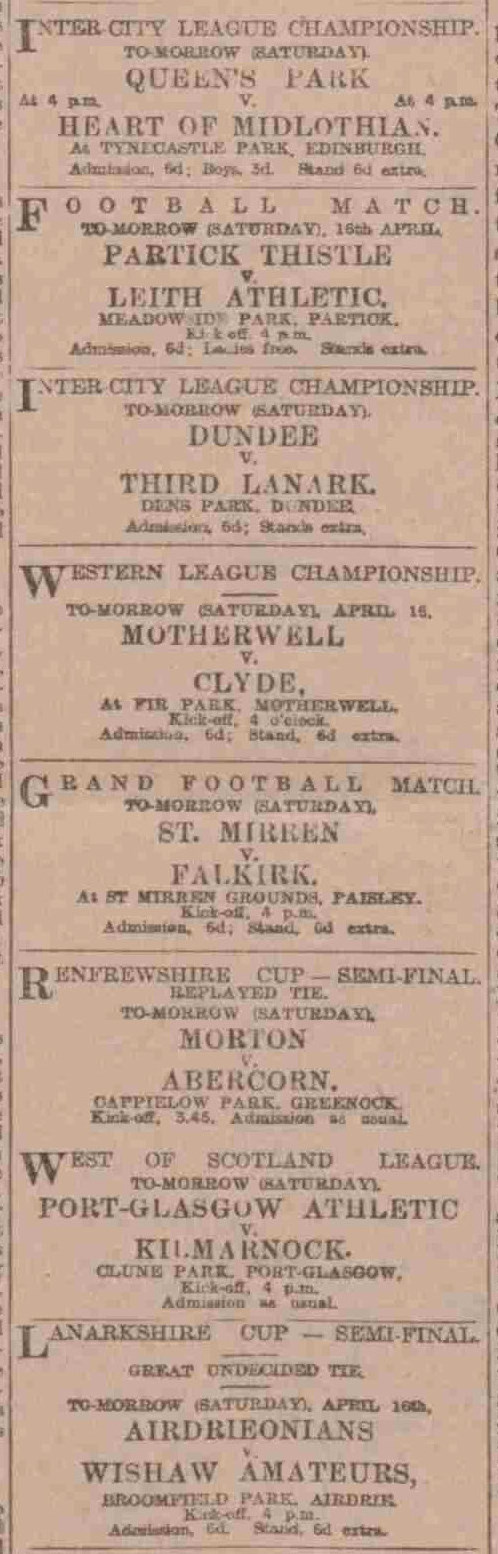 INTER-CITY LEAGUE CHAMPIONSHIP.
TO-MORROW (SATURDAY).
QUEEN'S PARK
At 4 p.m. V. At 4 p.m.
HEART OF MIDLOTHIAN.
At TYNECASTLE PARK, EDINBURGH.
Admission, 6d; Boys, 3d. Stand 6d extra.
FOOTBALL MATCH.
TO-MORROW (SATURDAY), 16th APRIL,
PARTICK THISTLE
v.
LEITH ATHLETIC.
MEADOWSIDE PARK, PARTICK.
Kick off, 4 p.m.
Admission, 6d; Ladies free. Stands extra.
INTER-CITY LEAGUE CHAMPIONSHIP.
TO-MORROW (SATURDAY).
DUNDEE
V.
THIRD LANARK.
DENS PARK, DUNDEE.
Admission, 6d; Stands extra.
WESTERN LEAGUE CHAMPIONSHIP.
TO-MORROW (SATURDAY), APRIL 16,
MOTHERWELL
V.
CLYDE,
At FIR PARK, MOTHERWELL.
Kick-off, 4 o'clock.
Admission, 6d; Stand, 6d extra.
GRAND FOOTBALL MATCH.
TO-MORROW (SATURDAY),
ST. MIRREN
V.
FALKIRK.
At ST MIRREN GROUNDS, PAISLEY.
Kick-off, 4 p.m.
Admission, 6d; Stand, 6d extra.
RENFREWSHIRE CUP — SEMI-FINAL.
REPLAYED TIE.
TO-MORROW (SATURDAY),
MORTON
V.
ABERCORN.
CAPPIELOW PARK, GREENOCK.
Kick-off, 3.45. Admission as usual.
WEST OF SCOTLAND LEAGUE.
TO-MORROW (SATURDAY).
PORT-GLASGOW ATHLETIC
V.
KILMARNOCK.
CLUNE PARK, PORT-GLASGOW,
Kick-off, 4 p.m.
Admission as usual.
LANARKSHIRE CUP — SEMI-FINAL.
GREAT UNDECIDED TIE.
TO-MORROW (SATURDAY), APRIL 16th,
AIRDRIEONIANS
v.
WISHAW AMATEURS,
BROOMFIELD PARK, AIRDRIE.
Kick-off, 4 p.m.
Admission, 6d. Stand, 6d extra.